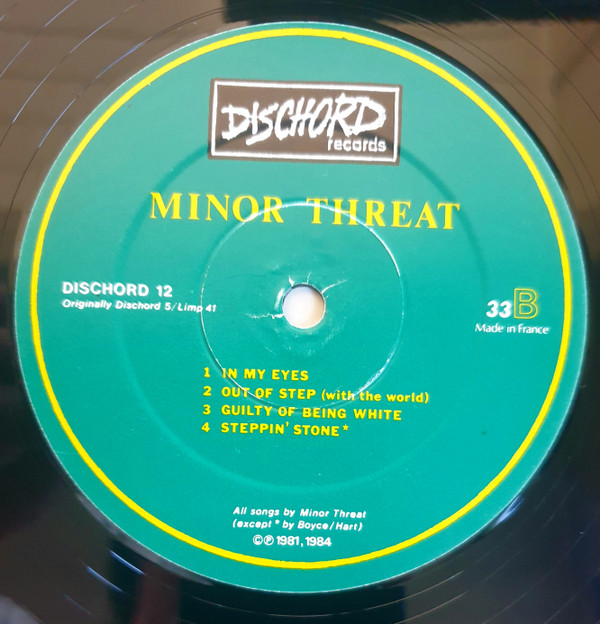 DISCHORD
records
MINOR THREAT
DISCHORD 12
Originally Dischord 5/Limp 41
33 B
Made in France
1 IN MY EYES
2 OUT OF STEP (with the world)
3 GUILTY OF BEING WHITE
4 STEPPIN' STONE*
All songs by Minor Threat
(except * by Boyce/Hart)
©℗1981, 1984